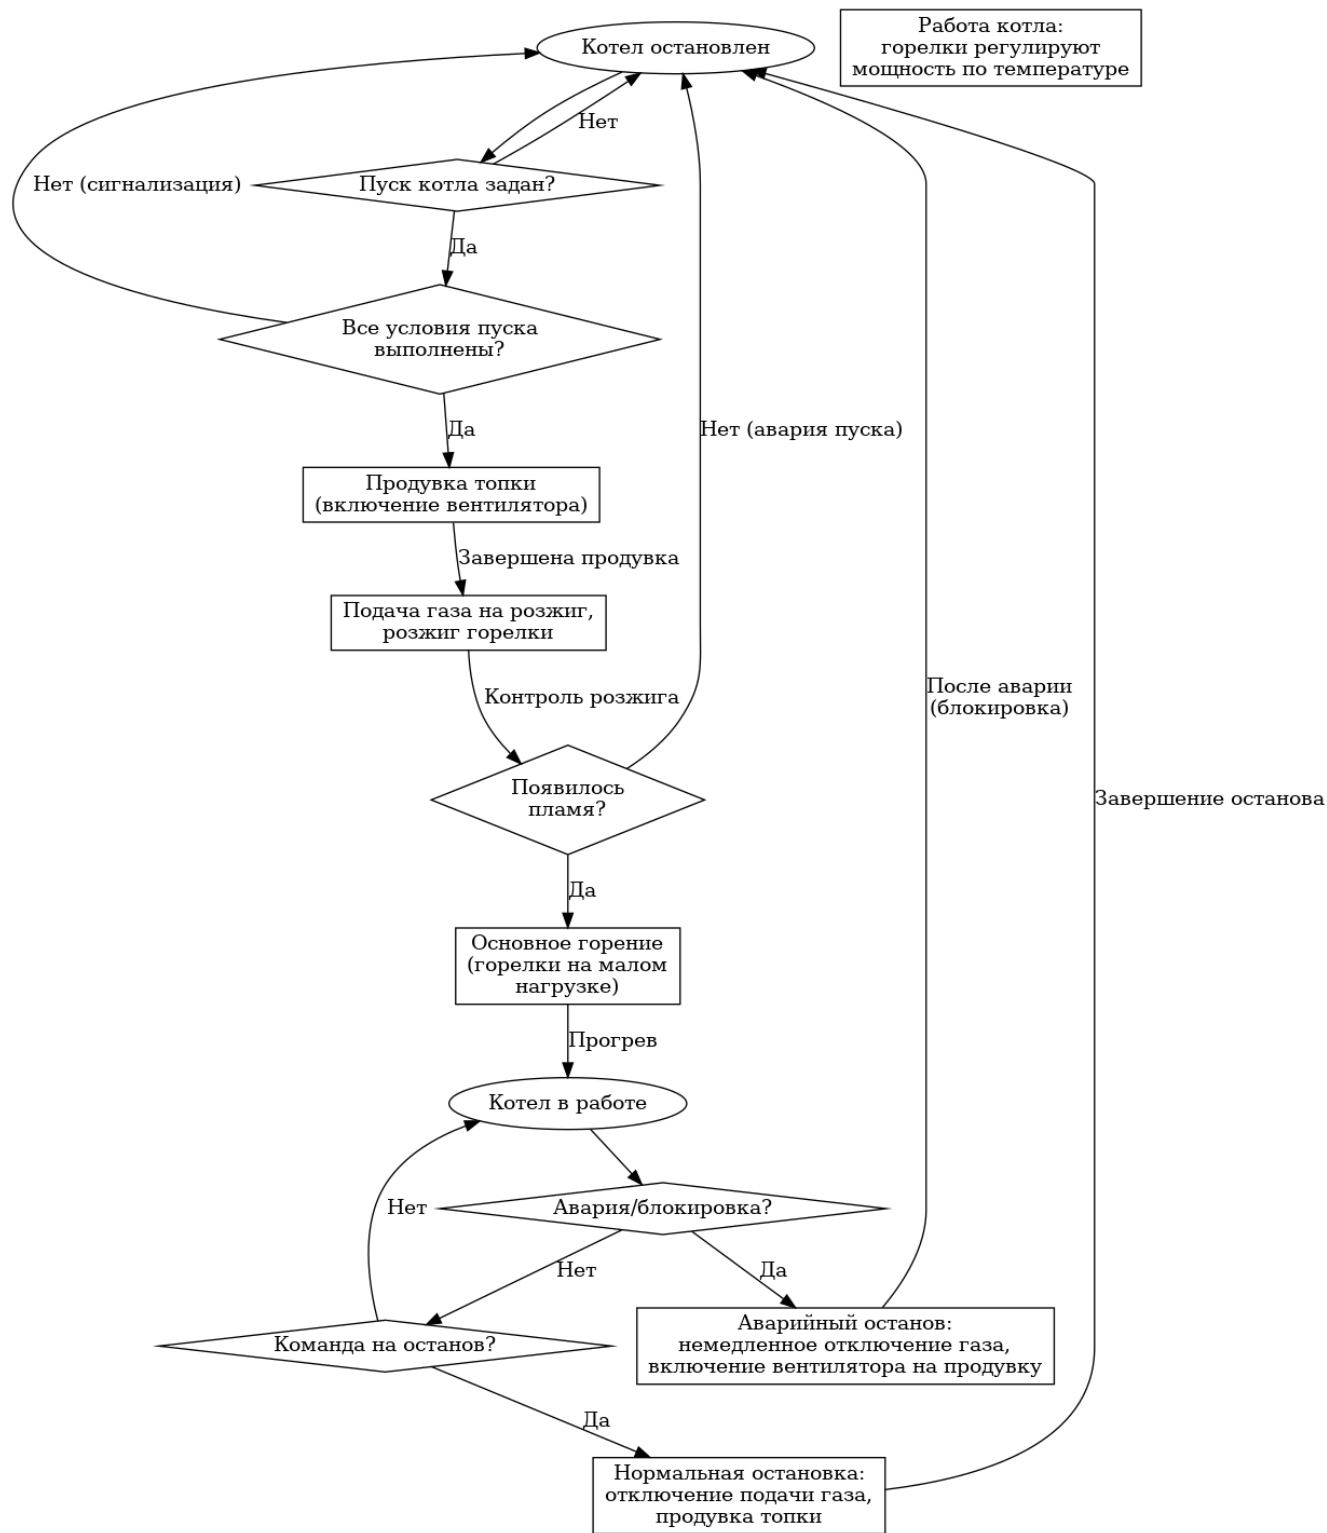 Котел остановлен
Работа котла:
горелки регулируют
мощность по температуре
Нет
Пуск котла задан?
Нет (сигнализация)
Да
Все условия пуска
выполнены?
Да
Нет (авария пуска)
Продувка топки
(включение вентилятора)
Завершена продувка
Подача газа на розжиг,
розжиг горелки
Контроль розжига
После аварии
(блокировка)
Появилось
пламя?
Завершение останова
Да
Основное горение
(горелки на малом
нагрузке)
Прогрев
Котел в работе
Нет
Авария/блокировка?
Нет
Да
Команда на останов?
Аварийный останов:
немедленное отключение газа,
включение вентилятора на продувку
Да
Нормальная остановка:
отключение подачи газа,
продувка топки